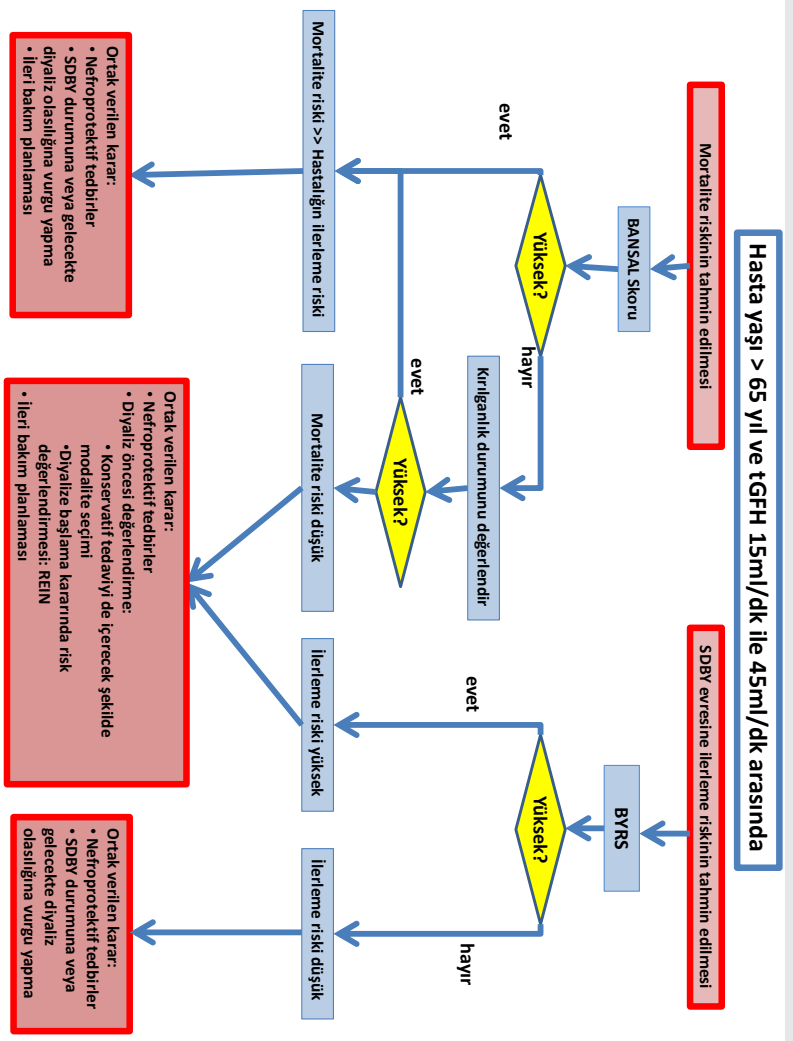 Hasta yaşı > 65 yıl ve tGFH 15ml/dk ile 45ml/dk arasında
Mortalite riskinin tahmin edilmesi
BANSAL Skoru
Yüksek?
evet
hayır
Kırılganlık durumunu değerlendir
Yüksek?
evet
Mortalite riski >> Hastalığın ilerleme riski
Mortalite riski düşük
SDBY evresine ilerleme riskinin tahmin edilmesi
BYRS
Yüksek?
evet
hayır
İlerleme riski yüksek
İlerleme riski düşük
Ortak verilen karar:
• Nefroprotektif tedbirler
• SDBY durumuna veya gelecekte
diyaliz olasılığına vurgu yapma
• İleri bakım planlaması
Ortak verilen karar:
• Nefroprotektif tedbirler
• Diyaliz öncesi değerlendirme:
• Konservatif tedaviyi de içerecek şekilde
modalite seçimi
•Diyalize başlama kararında risk
değerlendirmesi: REIN
• İleri bakım planlaması
Ortak verilen karar:
• Nefroprotektif tedbirler
• SDBY durumuna veya
gelecekte diyaliz
olasılığına vurgu yapma